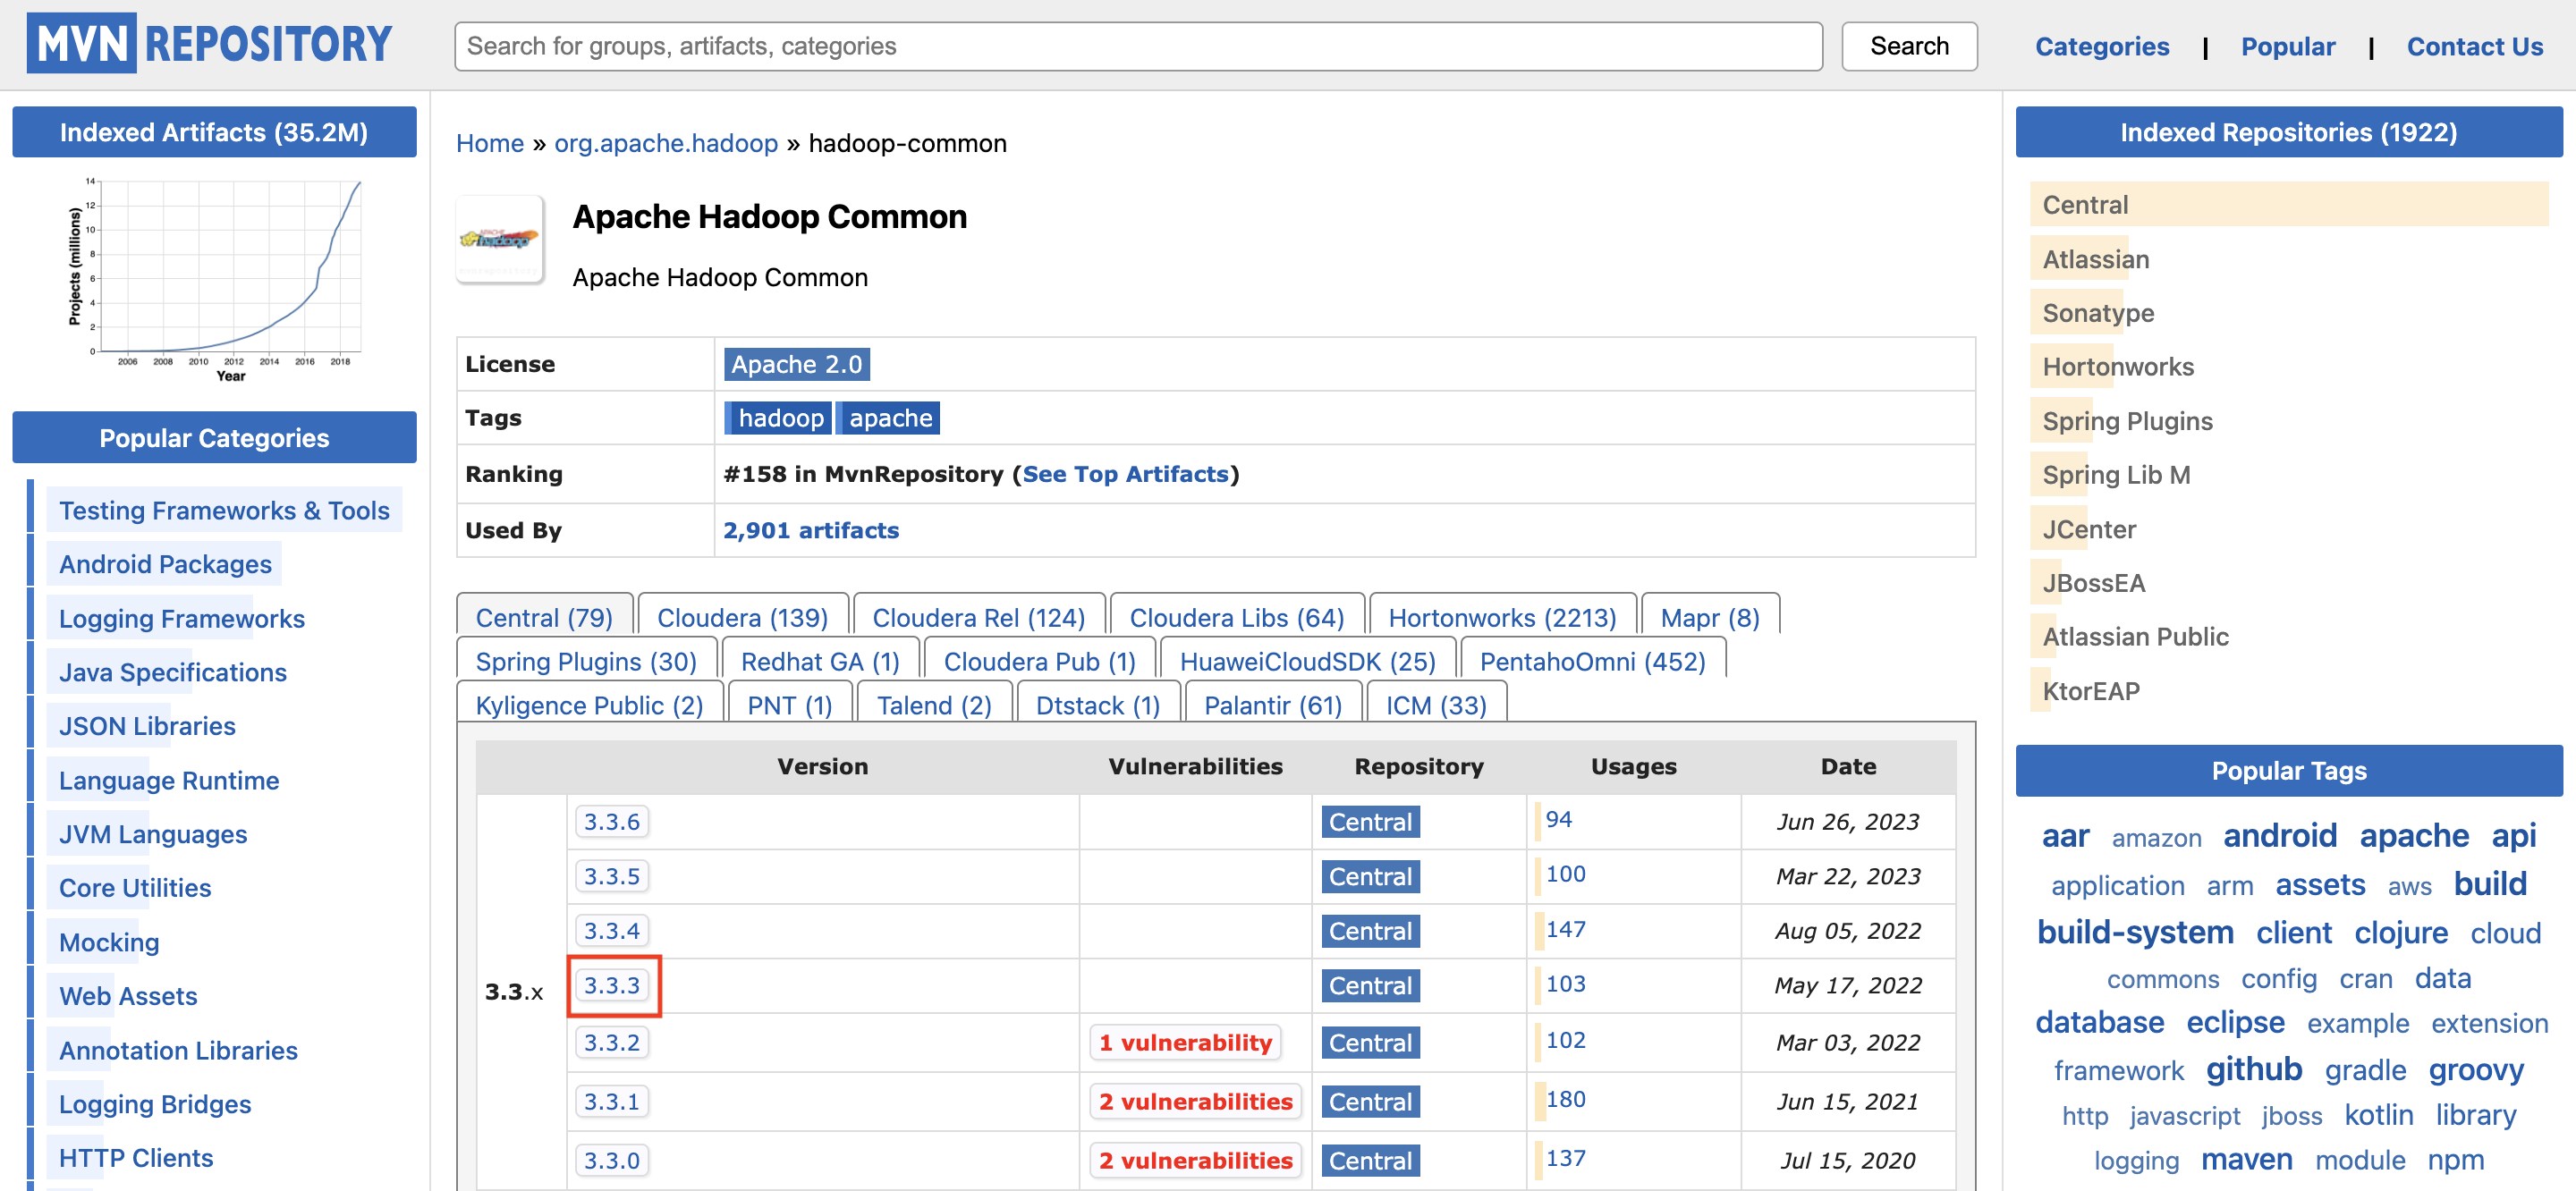 MVN REPOSITORY
Search for groups, artifacts, categories
Search
Categories | Popular | Contact Us
Indexed Artifacts (35.2M)
Projects (millions)
14
12
10
8
6
4
2
0
2006 2008 2010 2012 2014 2016 2018
Year
Popular Categories
Testing Frameworks & Tools
Android Packages
Logging Frameworks
Java Specifications
JSON Libraries
Language Runtime
JVM Languages
Core Utilities
Mocking
Web Assets
Annotation Libraries
Logging Bridges
HTTP Clients
Home » org.apache.hadoop » hadoop-common
APACHE
hadoop
Apache Hadoop Common
Apache Hadoop Common
License Apache 2.0
Tags hadoop apache
Ranking #158 in MvnRepository (See Top Artifacts)
Used By 2,901 artifacts
Central (79) Cloudera (139) Cloudera Rel (124) Cloudera Libs (64) Hortonworks (2213) Mapr (8)
Spring Plugins (30) Redhat GA (1) Cloudera Pub (1) HuaweiCloudSDK (25) PentahoOmni (452)
Kyligence Public (2) PNT (1) Talend (2) Dtstack (1) Palantir (61) ICM (33)
Version Vulnerabilities Repository Usages Date
3.3.x
3.3.6 Central 94 Jun 26, 2023
3.3.5 Central 100 Mar 22, 2023
3.3.4 Central 147 Aug 05, 2022
3.3.3 Central 103 May 17, 2022
3.3.2 1 vulnerability Central 102 Mar 03, 2022
3.3.1 2 vulnerabilities Central 180 Jun 15, 2021
3.3.0 2 vulnerabilities Central 137 Jul 15, 2020
Indexed Repositories (1922)
Central
Atlassian
Sonatype
Hortonworks
Spring Plugins
Spring Lib M
JCenter
JBossEA
Atlassian Public
KtorEAP
Popular Tags
aar amazon android apache api
application arm assets aws build
build-system client clojure cloud
commons config cran data
database eclipse example extension
framework github gradle groovy
http javascript jboss kotlin library
logging maven module npm